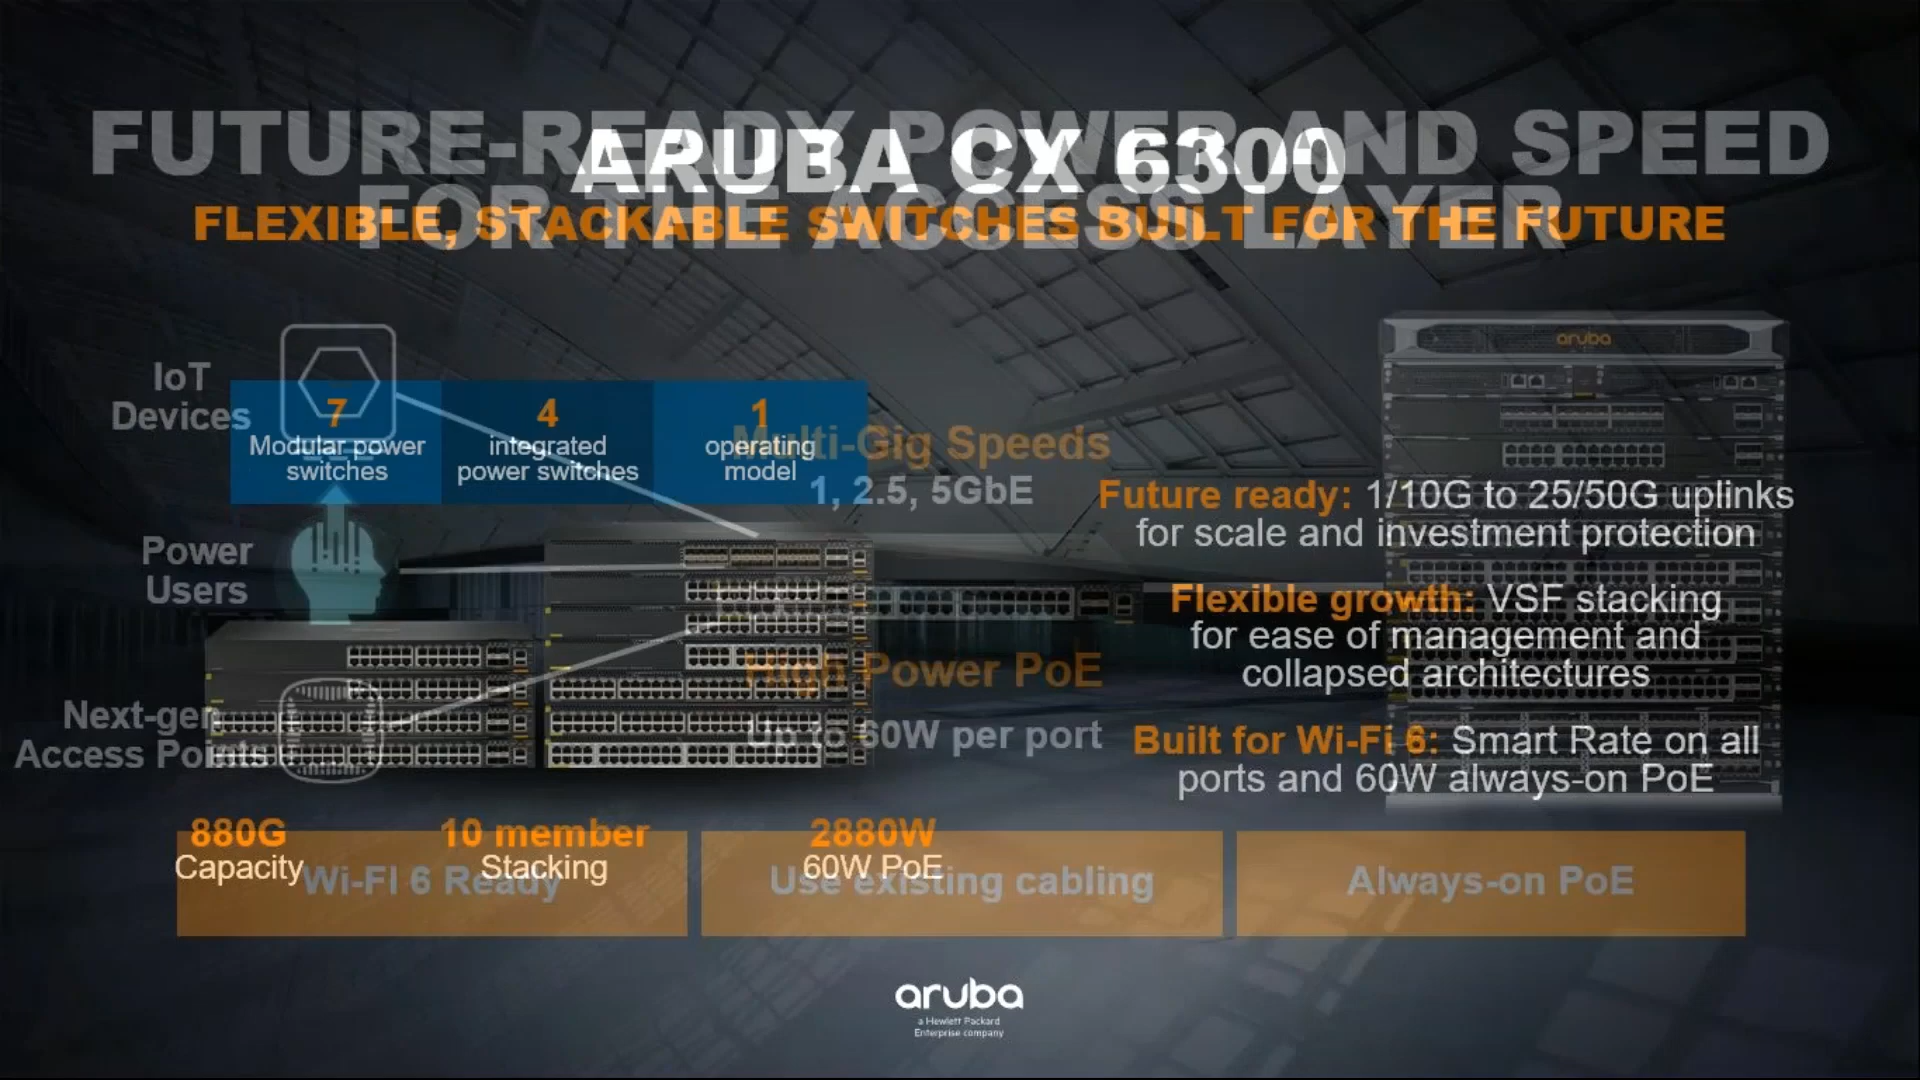 FUTURE-READY POWER AND SPEED
FOR THE ACCESS LAYER
ARUBA CX 6300
FLEXIBLE, STACKABLE SWITCHES BUILT FOR THE FUTURE
IoT
Devices
7
Modular power
switches
4
integrated
power switches
1
operating
model
Multi-Gig Speeds
1, 2.5, 5GbE
aruba
Future ready: 1/10G to 25/50G uplinks
for scale and investment protection
Power
Users
Flexible growth: VSF stacking
for ease of management and
collapsed architectures
High Power PoE
Up to 60W per port
Next-gen
Access Points
Built for Wi-Fi 6: Smart Rate on all
ports and 60W always-on PoE
880G
Capacity
10 member
Stacking
2880W
60W PoE
Wi-FI 6 Ready
Use existing cabling
Always-on PoE
aruba
a Hewlett Packard
Enterprise company